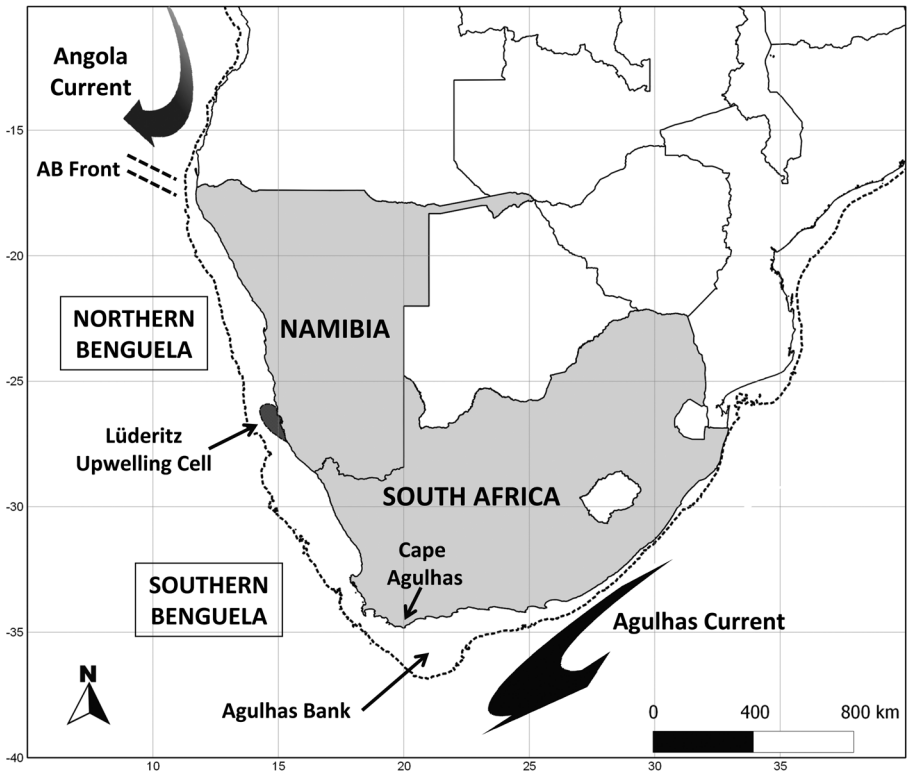 Angola
Current
-15
AB Front
-20
NORTHERN
BENGUELA
NAMIBIA
-25
Lüderitz
Upwelling Cell
SOUTH AFRICA
-30
Cape
Agulhas
SOUTHERN
BENGUELA
Agulhas Current
-35
N
Agulhas Bank
0 400 800 km
-40
10 15 20 25 30 35